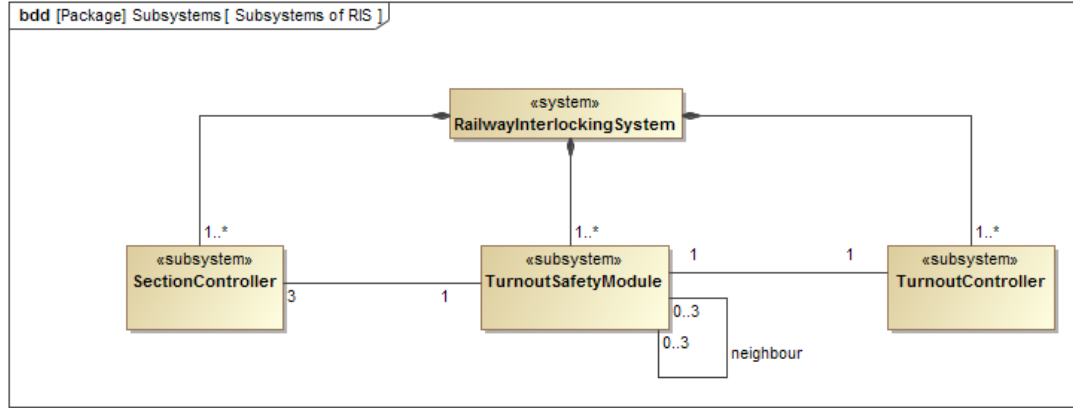 bdd [Package] Subsystems [ Subsystems of RIS ]
«system»
RailwayInterlockingSystem
1..*
1..*
1..*
«subsystem»
SectionController
3
1
«subsystem»
TurnoutSafetyModule
1
1
«subsystem»
TurnoutController
0..3
0..3
neighbour